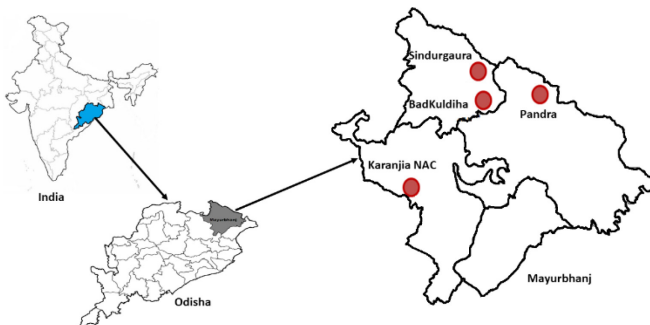 India
Mayurbhanj
Odisha
Sindurgaura
BadKuldiha
Pandra
Karanjia NAC
Mayurbhanj